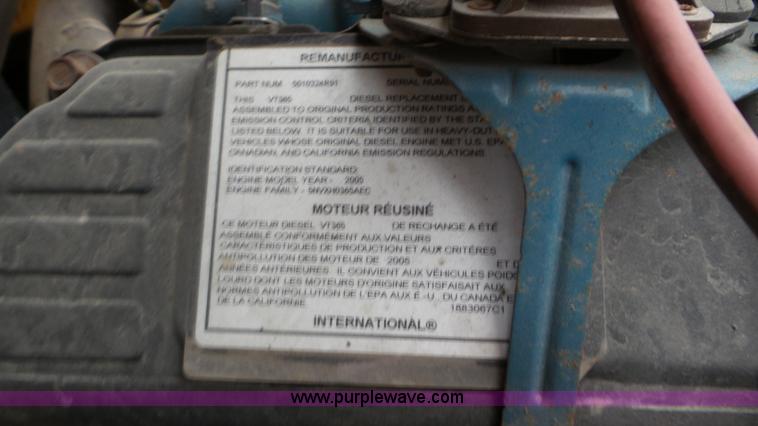 REMANUFACTUR
PART NUM 5010324R91 SERIAL NUM
THIS VT365 DIESEL REPLACEMENT
ASSEMBLED TO ORIGINAL PRODUCTION RATINGS A
EMISSION CONTROL CRITERIA IDENTIFIED BY THE STA
LISTED BELOW. IT IS SUITABLE FOR USE IN HEAVY-DUT
VEHICLES WHOSE ORIGINAL DIESEL ENGINE MET U.S. EPA
CANADIAN, AND CALIFORNIA EMISSION REGULATIONS.
IDENTIFICATION STANDARD:
ENGINE MODEL YEAR - 2005
ENGINE FAMILY - 5NVXH0365AEC
MOTEUR RÉUSINÉ
CE MOTEUR DIESEL VT365 DE RECHANGE A ÉTÉ
ASSEMBLÉ CONFORMÉMENT AUX VALEURS
CARACTÉRISTIQUES DE PRODUCTION ET AUX CRITÈRES
ANTIPOLLUTION DES MOTEUR DE 2005 ET D
ANNÉES ANTÉRIEURES. IL CONVIENT AUX VÉHICULES POIDS
LOURD DONT LES MOTEURS D'ORIGINE SATISFAISAIT AUX
NORMES ANTIPOLLUTION DE L'EPA AUX É.-U., DU CANADA E
DE LA CALIFORNIE 1883067C1
INTERNATIONAL®
www.purplewave.com